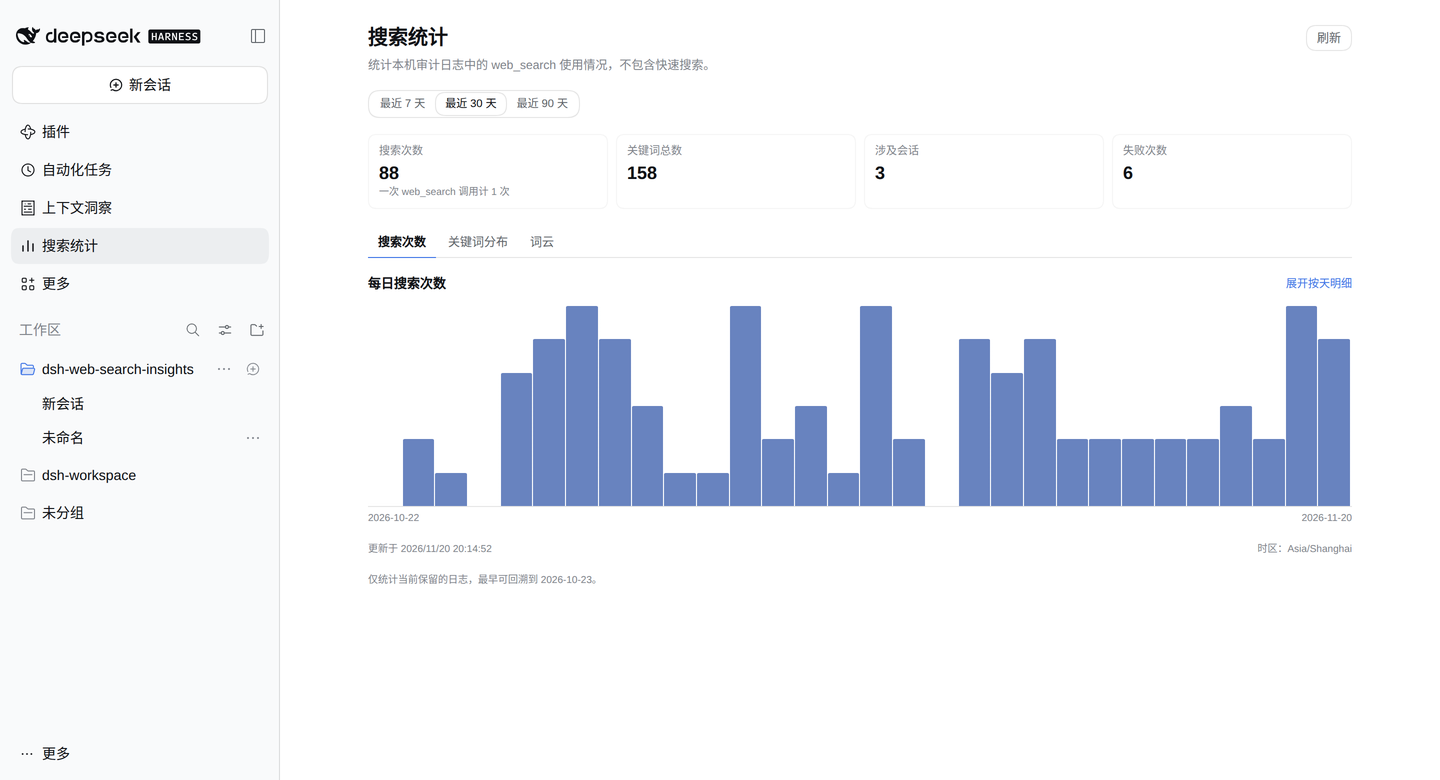 deepseek HARNESS
新会话
插件
自动化任务
上下文洞察
搜索统计
更多
工作区
dsh-web-search-insights
新会话
未命名
dsh-workspace
未分组
更多
搜索统计
刷新
统计本机审计日志中的 web_search 使用情况，不包含快速搜索。
最近 7 天 最近 30 天 最近 90 天
搜索次数
88
一次 web_search 调用计 1 次
关键词总数
158
涉及会话
3
失败次数
6
搜索次数 关键词分布 词云
每日搜索次数 展开按天明细
2026-10-22 2026-11-20
更新于 2026/11/20 20:14:52 时区：Asia/Shanghai
仅统计当前保留的日志，最早可回溯到 2026-10-23。